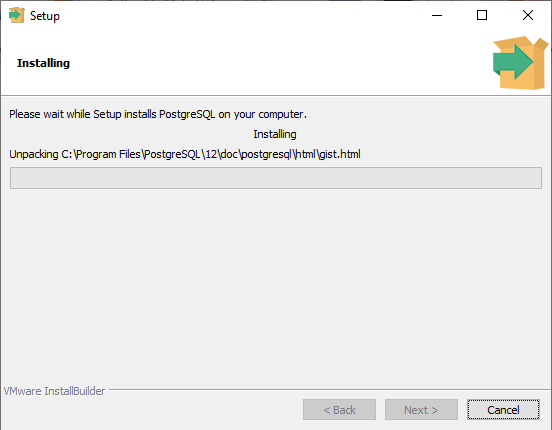 Setup
Installing
Please wait while Setup installs PostgreSQL on your computer.
Installing
Unpacking C:\Program Files\PostgreSQL\12\doc\postgresql\html\gist.html
VMware InstallBuilder
< Back
Next >
Cancel